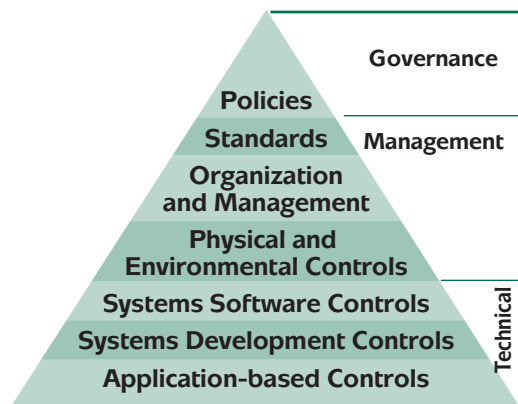 Governance
Policies
Standards
Management
Organization
and Management
Physical and
Environmental Controls
Systems Software Controls
Technical
Systems Development Controls
Application-based Controls